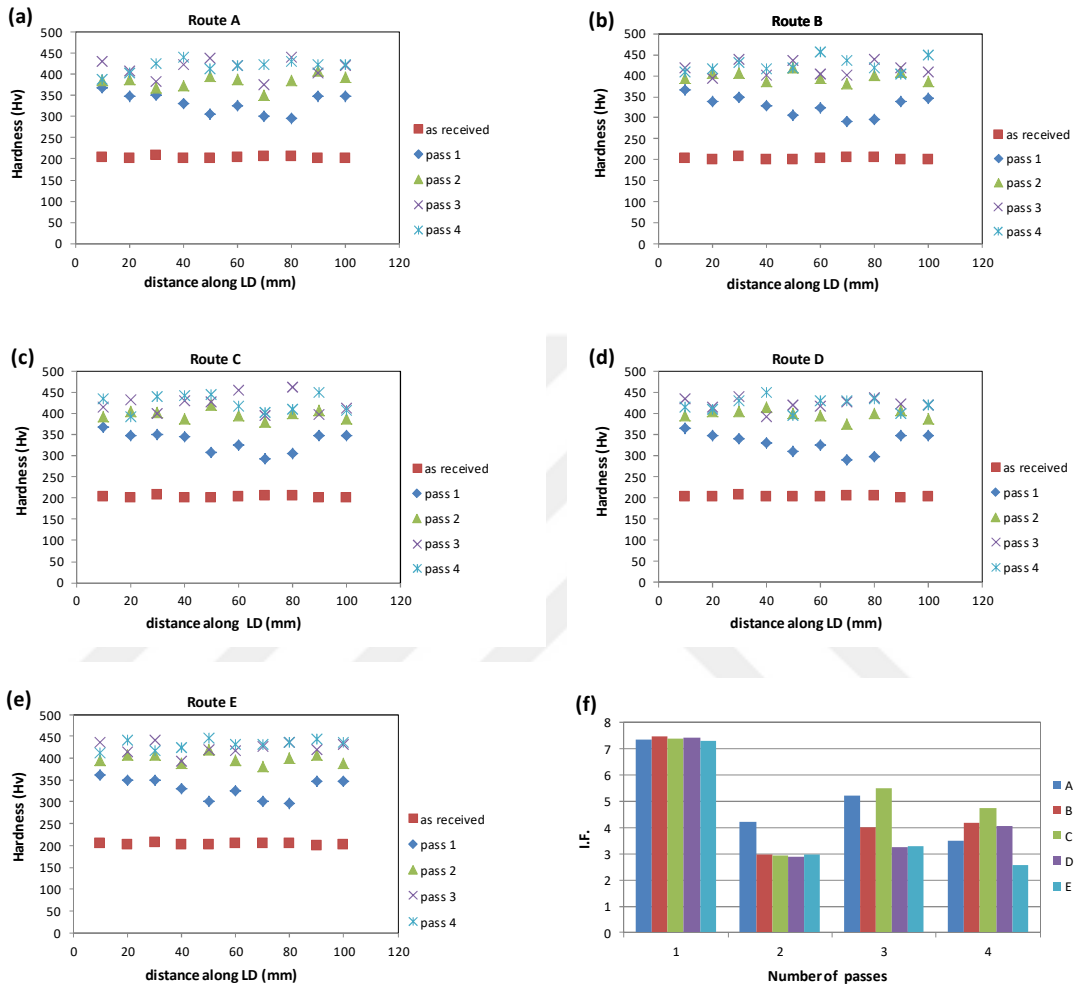 (a)
Route A
Hardness (Hv)
500
450
400
350
300
250
200
150
100
50
0
0 20 40 60 80 100 120
distance along LD (mm)
as received
pass 1
pass 2
pass 3
pass 4
(b)
Route B
Hardness (Hv)
500
450
400
350
300
250
200
150
100
50
0
0 20 40 60 80 100 120
distance along LD (mm)
as received
pass 1
pass 2
pass 3
pass 4
(c)
Route C
Hardness (Hv)
500
450
400
350
300
250
200
150
100
50
0
0 20 40 60 80 100 120
distance along LD (mm)
as received
pass 1
pass 2
pass 3
pass 4
(d)
Route D
Hardness (Hv)
500
450
400
350
300
250
200
150
100
50
0
0 20 40 60 80 100 120
distance along LD (mm)
as received
pass 1
pass 2
pass 3
pass 4
(e)
Route E
Hardness (Hv)
500
450
400
350
300
250
200
150
100
50
0
0 20 40 60 80 100 120
distance along LD (mm)
as received
pass 1
pass 2
pass 3
pass 4
(f)
I.F.
8
7
6
5
4
3
2
1
0
1 2 3 4
Number of passes
A
B
C
D
E